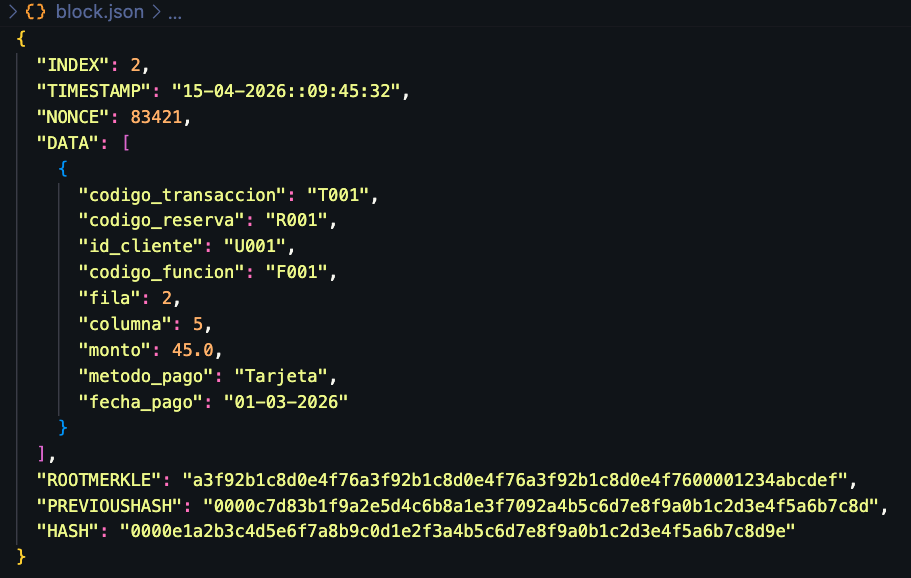 block.json > ...
{
"INDEX": 2,
"TIMESTAMP": "15-04-2026::09:45:32",
"NONCE": 83421,
"DATA": [
{
"codigo_transaccion": "T001",
"codigo_reserva": "R001",
"id_cliente": "U001",
"codigo_funcion": "F001",
"fila": 2,
"columna": 5,
"monto": 45.0,
"metodo_pago": "Tarjeta",
"fecha_pago": "01-03-2026"
}
],
"ROOTMERKLE": "a3f92b1c8d0e4f76a3f92b1c8d0e4f76a3f92b1c8d0e4f7600001234abcdef",
"PREVIOUSHASH": "0000c7d83b1f9a2e5d4c6b8a1e3f7092a4b5c6d7e8f9a0b1c2d3e4f5a6b7c8d",
"HASH": "0000e1a2b3c4d5e6f7a8b9c0d1e2f3a4b5c6d7e8f9a0b1c2d3e4f5a6b7c8d9e"
}